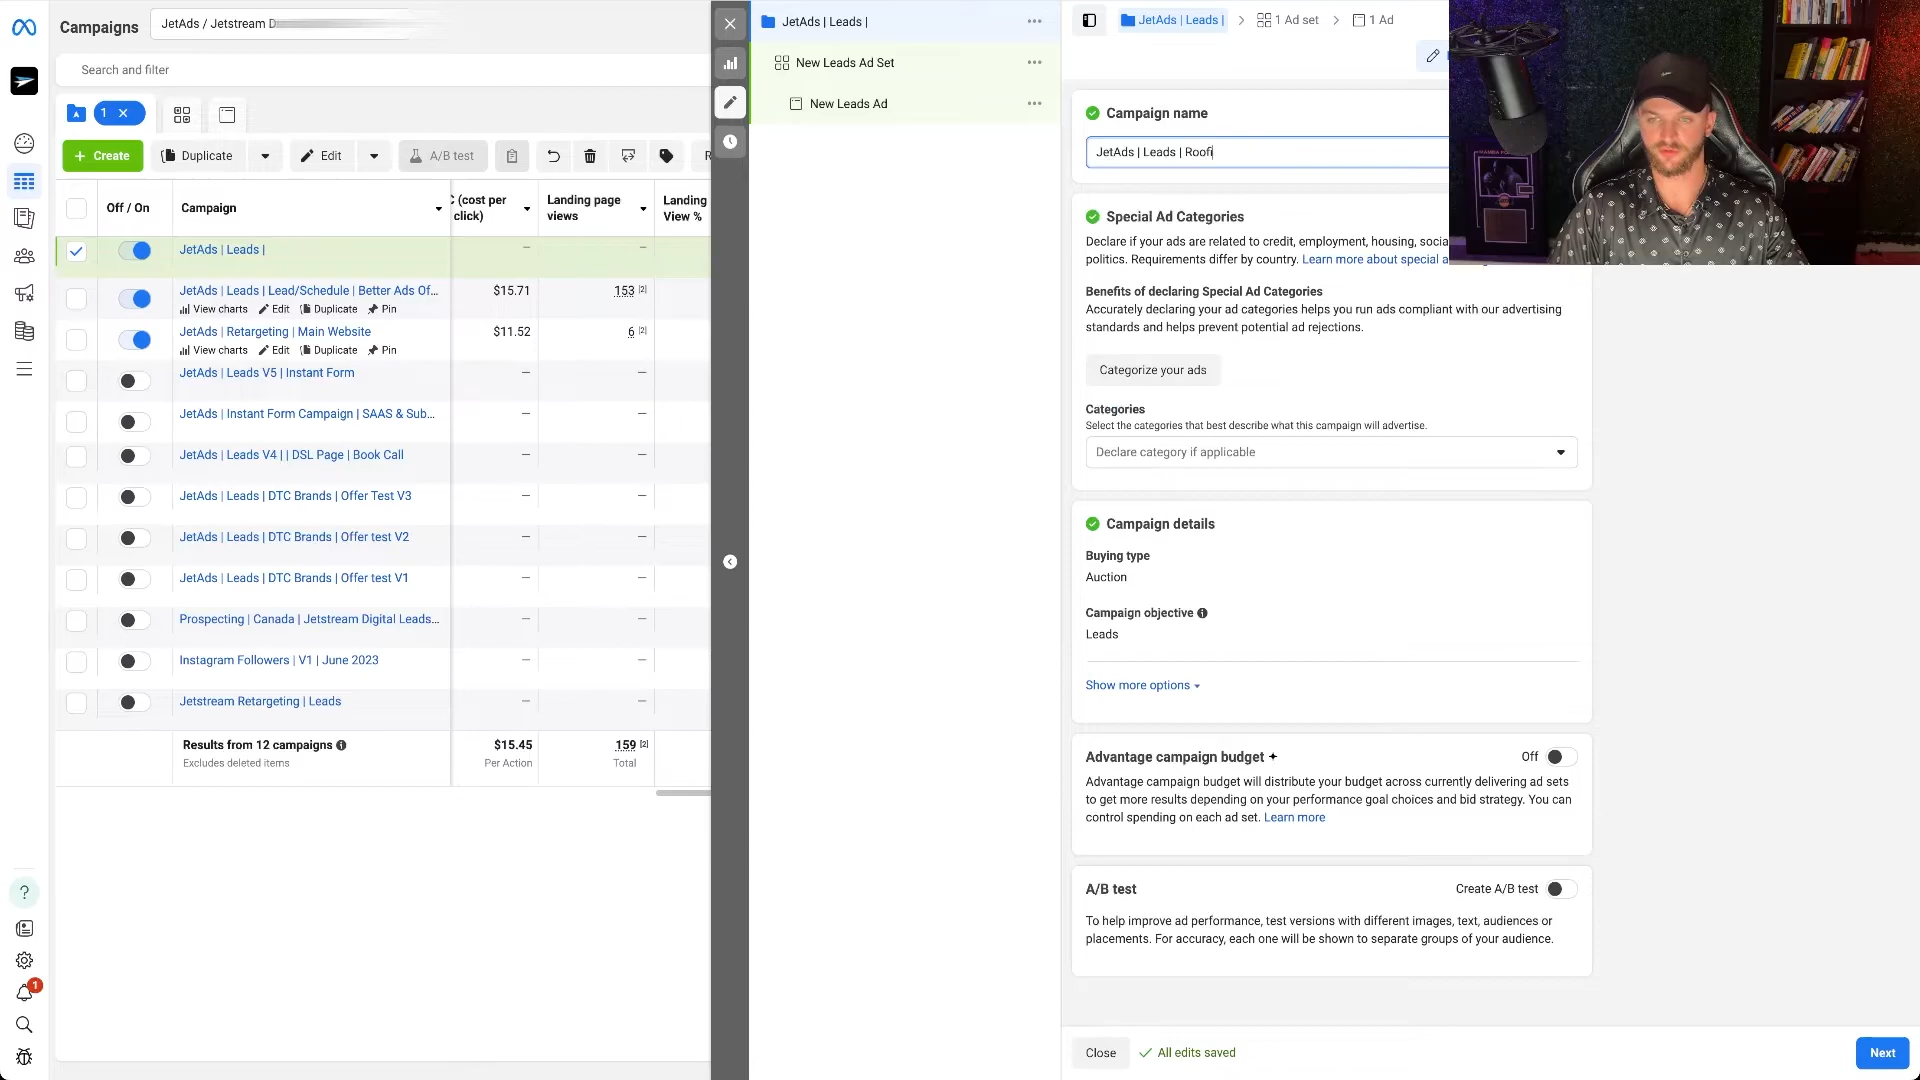 Campaigns
JetAds / Jetstream D
Search and filter
1
Create
Duplicate
Edit
A/B test
R
Off / On
Campaign
C (cost per click)
Landing page views
Landing View %
JetAds | Leads |
—
—
JetAds | Leads | Lead/Schedule | Better Ads Of...
$15.71
153 [2]
View charts
Edit
Duplicate
Pin
JetAds | Retargeting | Main Website
$11.52
6 [2]
View charts
Edit
Duplicate
Pin
JetAds | Leads V5 | Instant Form
—
—
JetAds | Instant Form Campaign | SAAS & Sub...
—
—
JetAds | Leads V4 | | DSL Page | Book Call
—
—
JetAds | Leads | DTC Brands | Offer Test V3
—
—
JetAds | Leads | DTC Brands | Offer test V2
—
—
JetAds | Leads | DTC Brands | Offer test V1
—
—
Prospecting | Canada | Jetstream Digital Leads...
—
—
Instagram Followers | V1 | June 2023
—
—
Jetstream Retargeting | Leads
—
—
Results from 12 campaigns
Excludes deleted items
$15.45
Per Action
159 [2]
Total
?
1
JetAds | Leads |
New Leads Ad Set
New Leads Ad
JetAds | Leads |
1 Ad set
1 Ad
Campaign name
JetAds | Leads | Roofi
Special Ad Categories
Declare if your ads are related to credit, employment, housing, socia
politics. Requirements differ by country. Learn more about special a
Benefits of declaring Special Ad Categories
Accurately declaring your ad categories helps you run ads compliant with our advertising
standards and helps prevent potential ad rejections.
Categorize your ads
Categories
Select the categories that best describe what this campaign will advertise.
Declare category if applicable
Campaign details
Buying type
Auction
Campaign objective
Leads
Show more options
Advantage campaign budget
Off
Advantage campaign budget will distribute your budget across currently delivering ad sets
to get more results depending on your performance goal choices and bid strategy. You can
control spending on each ad set. Learn more
A/B test
Create A/B test
To help improve ad performance, test versions with different images, text, audiences or
placements. For accuracy, each one will be shown to separate groups of your audience.
Close
All edits saved
Next